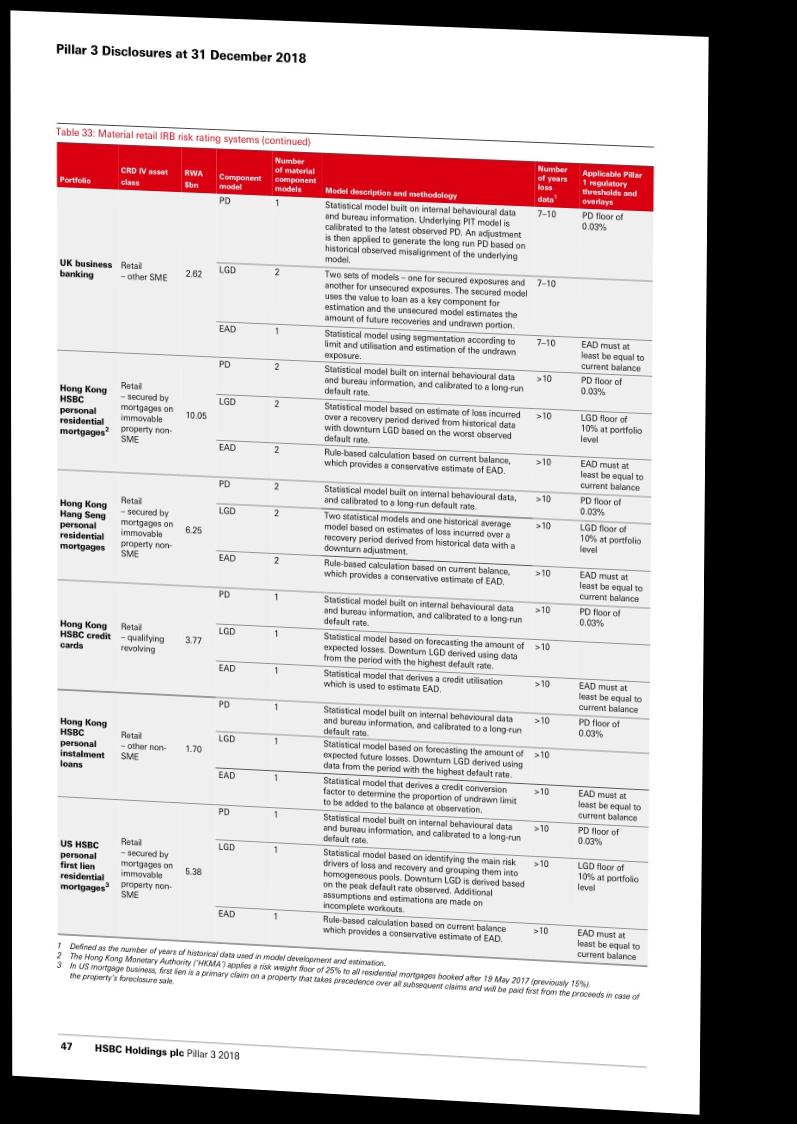 Pillar 3 Disclosures at 31 December 2018
Table 33: Material retail IRB risk rating systems (continued)
Portfolio
CRD IV asset
class
RWA
$bn
Component
model
Number
of material
component
models
Model description and methodology
Number
of years
loss
data1
Applicable Pillar
1 regulatory
thresholds and
overlays
UK business
banking
Retail
– other SME
2.62
PD
1
Statistical model built on internal behavioural data
and bureau information. Underlying PIT model is
calibrated to the latest observed PD. An adjustment
is then applied to generate the long run PD based on
historical observed misalignment of the underlying
model.
7–10
PD floor of
0.03%
LGD
2
Two sets of models – one for secured exposures and
another for unsecured exposures. The secured model
uses the value to loan as a key component for
estimation and the unsecured model estimates the
amount of future recoveries and undrawn portion.
7–10
EAD
1
Statistical model using segmentation according to
limit and utilisation and estimation of the undrawn
exposure.
7–10
EAD must at
least be equal to
current balance
Hong Kong
HSBC
personal
residential
mortgages2
Retail
– secured by
mortgages on
immovable
property non-
SME
10.05
PD
2
Statistical model built on internal behavioural data
and bureau information, and calibrated to a long-run
default rate.
>10
PD floor of
0.03%
LGD
2
Statistical model based on estimate of loss incurred
over a recovery period derived from historical data
with downturn LGD based on the worst observed
default rate.
>10
LGD floor of
10% at portfolio
level
EAD
2
Rule-based calculation based on current balance,
which provides a conservative estimate of EAD.
>10
EAD must at
least be equal to
current balance
Hong Kong
Hang Seng
personal
residential
mortgages
Retail
– secured by
mortgages on
immovable
property non-
SME
6.25
PD
2
Statistical model built on internal behavioural data,
and calibrated to a long-run default rate.
>10
PD floor of
0.03%
LGD
2
Two statistical models and one historical average
model based on estimates of loss incurred over a
recovery period derived from historical data with a
downturn adjustment.
>10
LGD floor of
10% at portfolio
level
EAD
2
Rule-based calculation based on current balance,
which provides a conservative estimate of EAD.
>10
EAD must at
least be equal to
current balance
Hong Kong
HSBC credit
cards
Retail
– qualifying
revolving
3.77
PD
1
Statistical model built on internal behavioural data
and bureau information, and calibrated to a long-run
default rate.
>10
PD floor of
0.03%
LGD
1
Statistical model based on forecasting the amount of
expected losses. Downturn LGD derived using data
from the period with the highest default rate.
>10
EAD
1
Statistical model that derives a credit utilisation
which is used to estimate EAD.
>10
EAD must at
least be equal to
current balance
Hong Kong
HSBC
personal
instalment
loans
Retail
– other non-
SME
1.70
PD
1
Statistical model built on internal behavioural data
and bureau information, and calibrated to a long-run
default rate.
>10
PD floor of
0.03%
LGD
1
Statistical model based on forecasting the amount of
expected future losses. Downturn LGD derived using
data from the period with the highest default rate.
>10
EAD
1
Statistical model that derives a credit conversion
factor to determine the proportion of undrawn limit
to be added to the balance at observation.
>10
EAD must at
least be equal to
current balance
US HSBC
personal
first lien
residential
mortgages3
Retail
– secured by
mortgages on
immovable
property non-
SME
5.38
PD
1
Statistical model built on internal behavioural data
and bureau information, and calibrated to a long-run
default rate.
>10
PD floor of
0.03%
LGD
1
Statistical model based on identifying the main risk
drivers of loss and recovery and grouping them into
homogeneous pools. Downturn LGD is derived based
on the peak default rate observed. Additional
assumptions and estimations are made on
incomplete workouts.
>10
LGD floor of
10% at portfolio
level
EAD
1
Rule-based calculation based on current balance
which provides a conservative estimate of EAD.
>10
EAD must at
least be equal to
current balance
1 Defined as the number of years of historical data used in model development and estimation.
2 The Hong Kong Monetary Authority ('HKMA') applies a risk weight floor of 25% to all residential mortgages booked after 19 May 2017 (previously 15%).
3 In US mortgage business, first lien is a primary claim on a property that takes precedence over all subsequent claims and will be paid first from the proceeds in case of
the property's foreclosure sale.
47 HSBC Holdings plc Pillar 3 2018